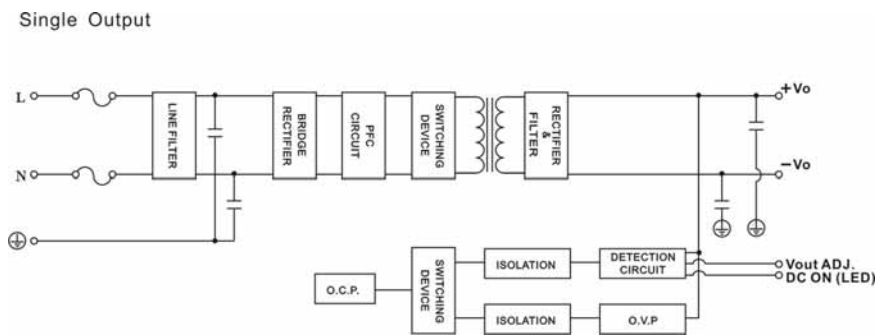 Single Output
L
LINE FILTER
BRIDGE
RECTIFIER
PFC
CIRCUIT
SWITCHING
DEVICE
RECTIFIER
&
FILTER
+Vo
N
−Vo
O.C.P.
SWITCHING
DEVICE
ISOLATION
DETECTION
CIRCUIT
Vout ADJ.
DC ON (LED)
ISOLATION
O.V.P